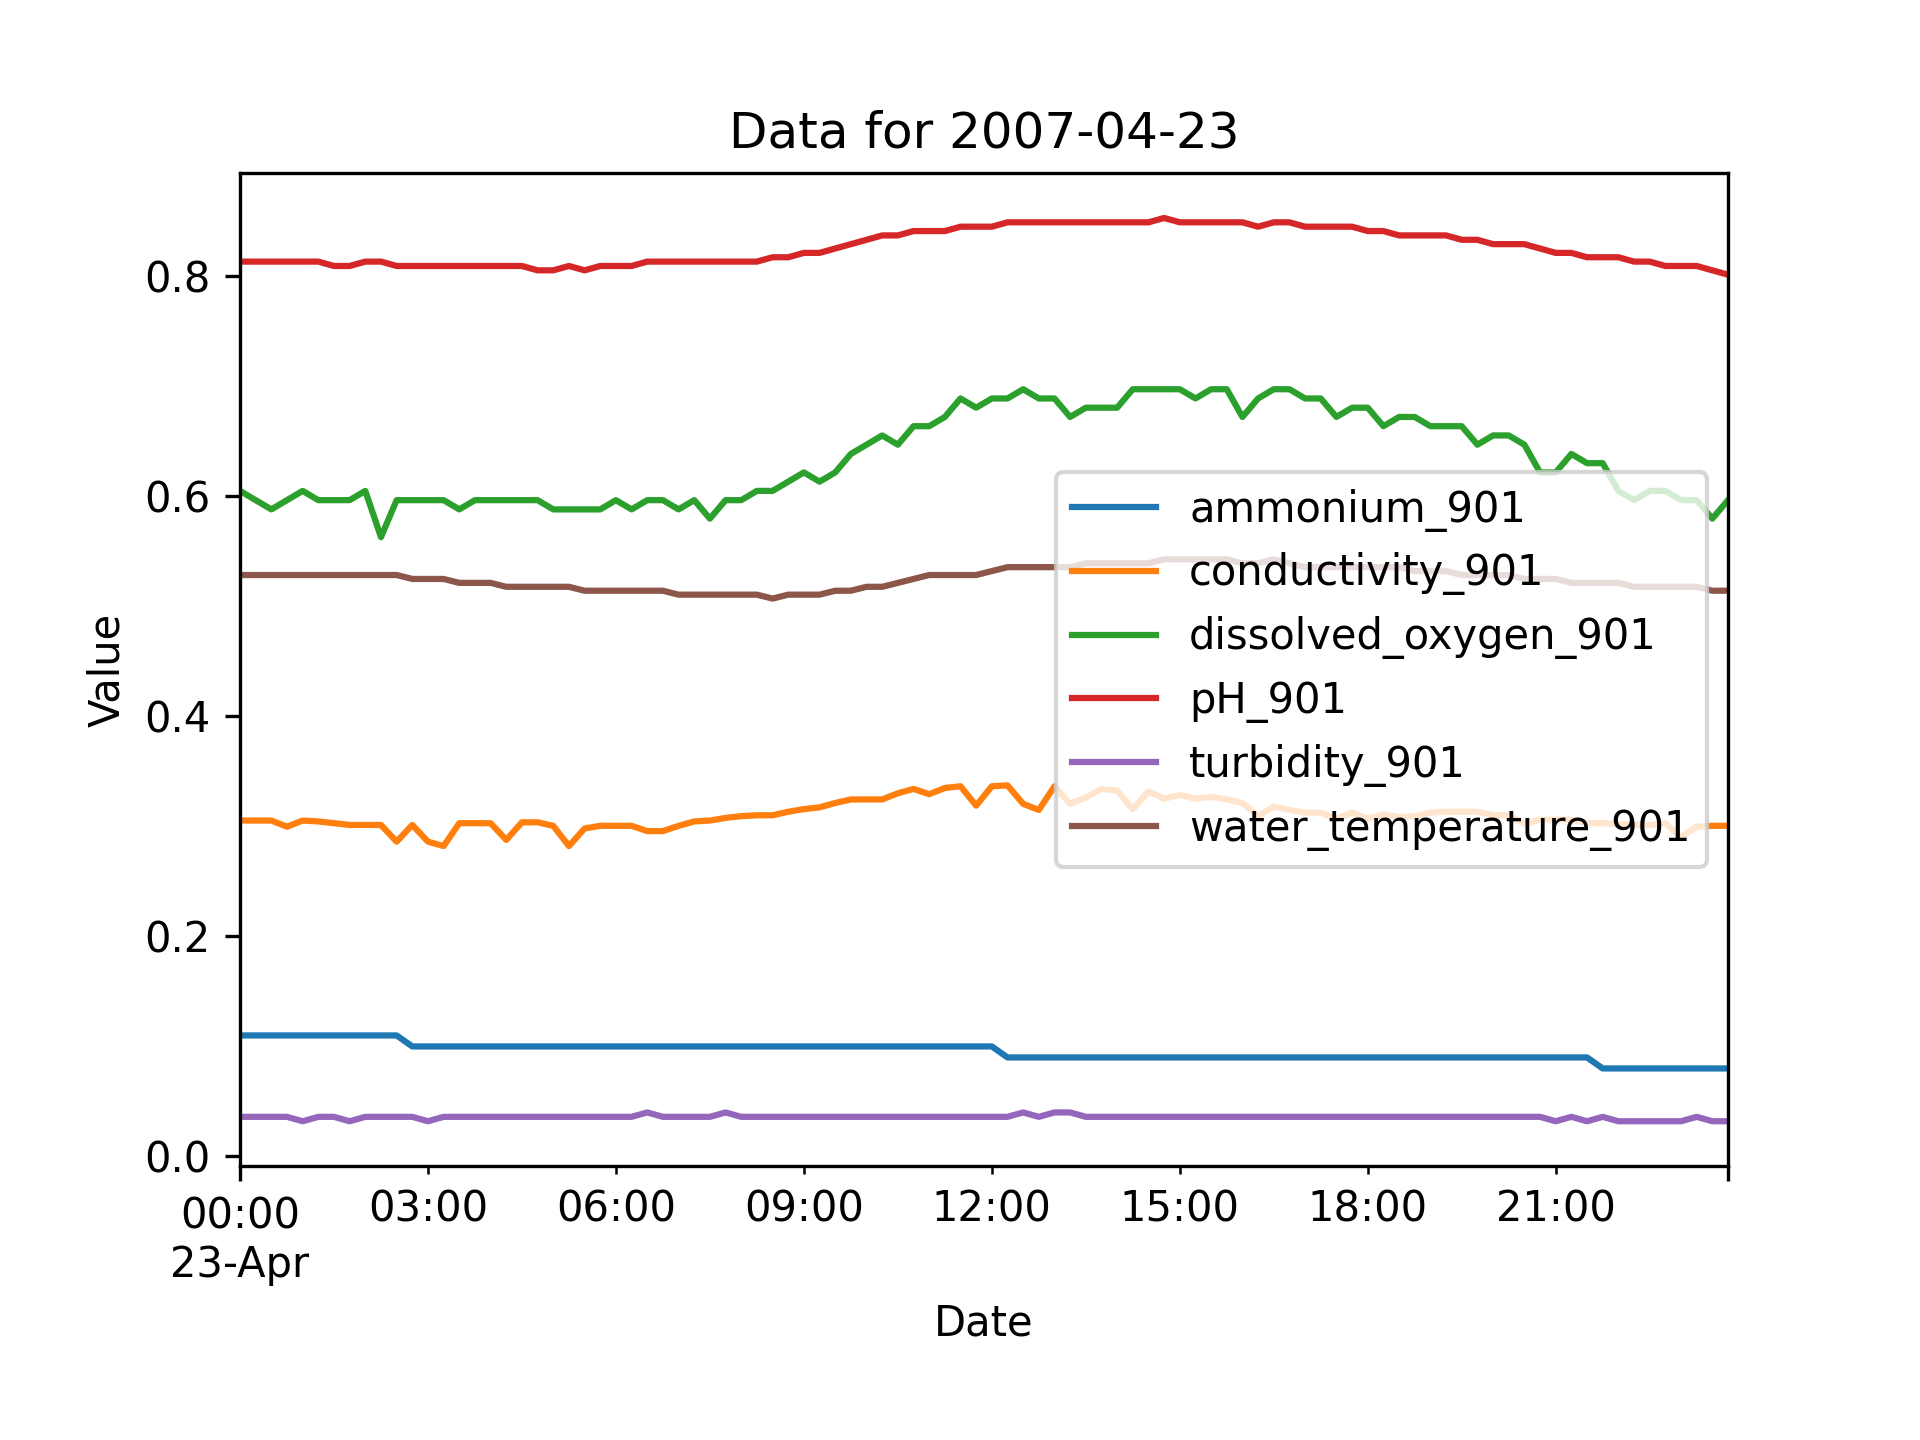 Data for 2007-04-23
Value
0.8
0.6
0.4
0.2
0.0
ammonium_901
conductivity_901
dissolved_oxygen_901
pH_901
turbidity_901
water_temperature_901
00:00 03:00 06:00 09:00 12:00 15:00 18:00 21:00
23-Apr
Date